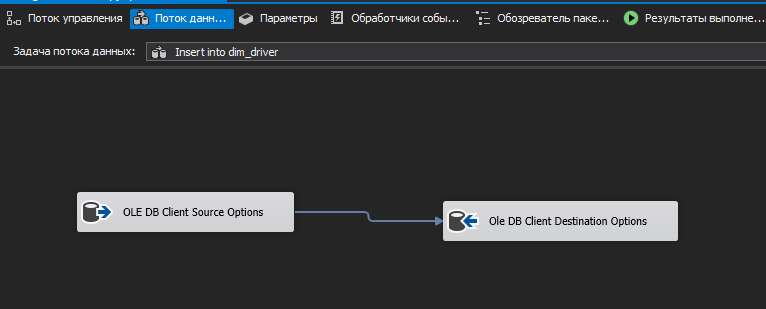 Поток управления Поток данн... Параметры Обработчики собы... Обозреватель паке... Результаты выполне...
Задача потока данных: Insert into dim_driver
OLE DB Client Source Options
Ole DB Client Destination Options